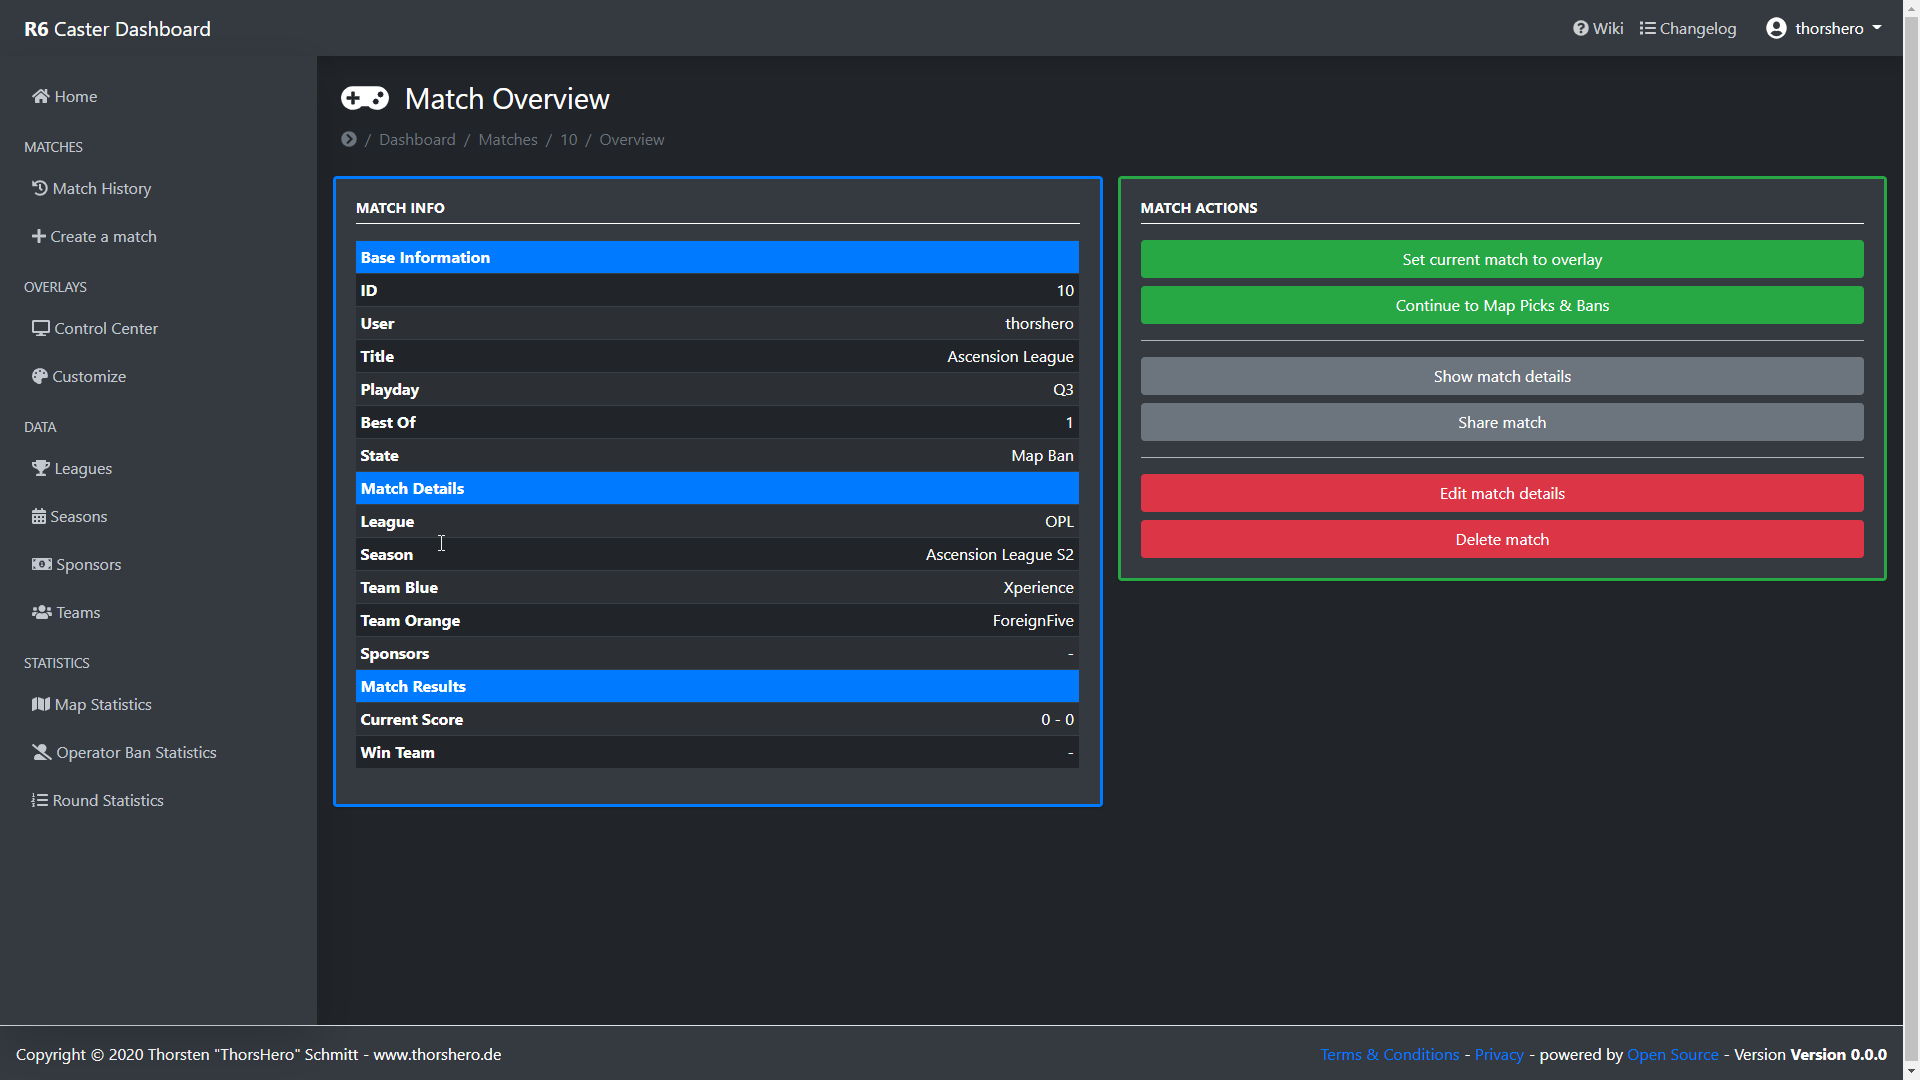 R6 Caster Dashboard
Wiki
Changelog
thorshero
Home
MATCHES
Match History
Create a match
OVERLAYS
Control Center
Customize
DATA
Leagues
Seasons
Sponsors
Teams
STATISTICS
Map Statistics
Operator Ban Statistics
Round Statistics
Match Overview
/ Dashboard / Matches / 10 / Overview
MATCH INFO
Base Information
ID 10
User thorshero
Title Ascension League
Playday Q3
Best Of 1
State Map Ban
Match Details
League OPL
Season Ascension League S2
Team Blue Xperience
Team Orange ForeignFive
Sponsors -
Match Results
Current Score 0 - 0
Win Team -
MATCH ACTIONS
Set current match to overlay
Continue to Map Picks & Bans
Show match details
Share match
Edit match details
Delete match
Copyright © 2020 Thorsten "ThorsHero" Schmitt - www.thorshero.de
Terms & Conditions - Privacy - powered by Open Source - Version Version 0.0.0